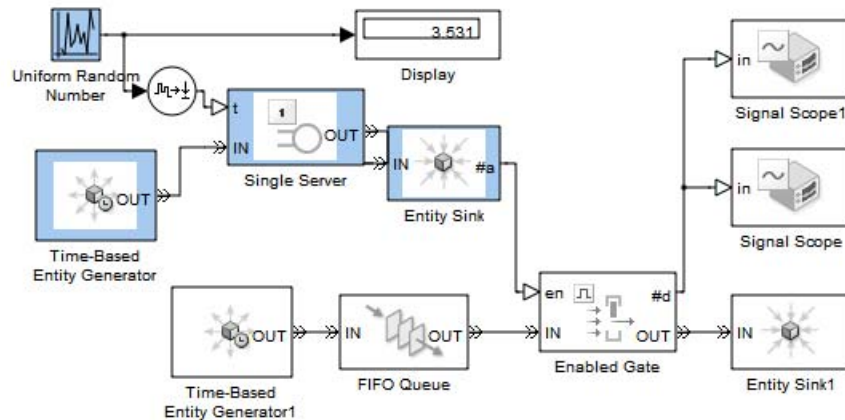 3.531
Uniform Random
Number
Display
in
Signal Scope1
t
1
OUT
IN
Single Server
OUT
Time-Based
Entity Generator
IN
#a
Entity Sink
in
Signal Scope
OUT
Time-Based
Entity Generator1
IN
OUT
FIFO Queue
en
#d
IN
OUT
Enabled Gate
IN
Entity Sink1